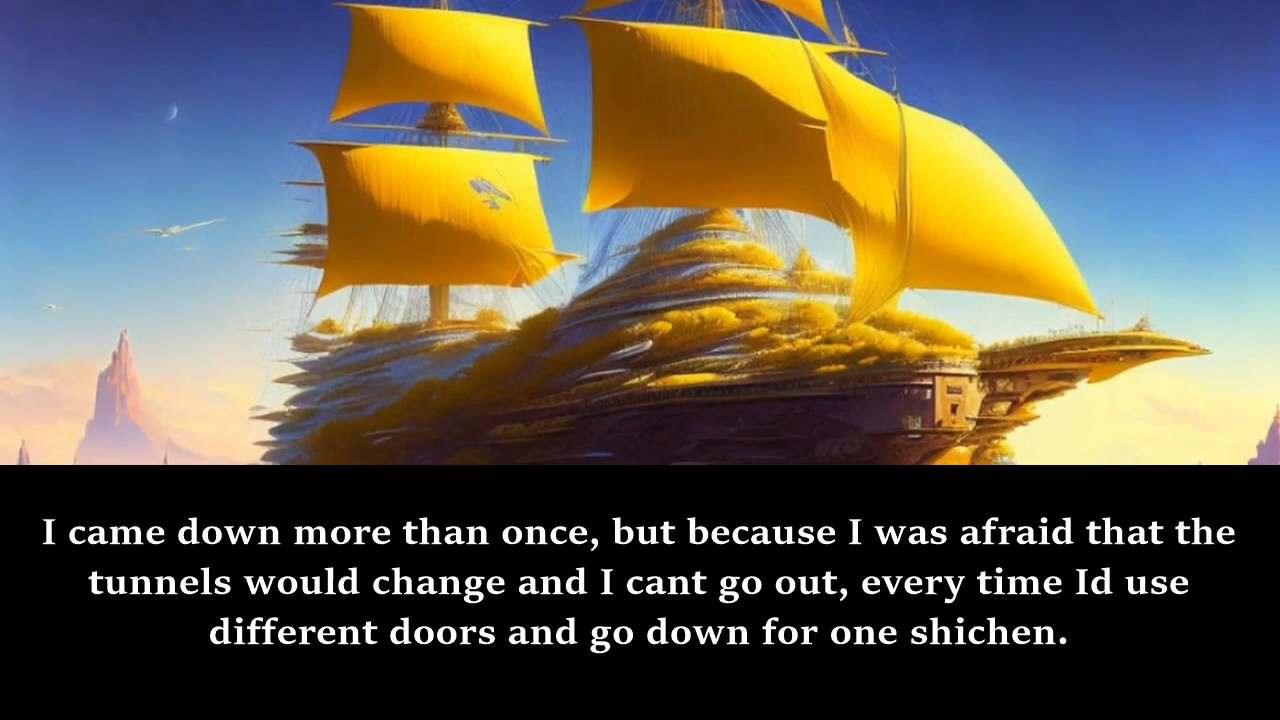 I came down more than once, but because I was afraid that the
tunnels would change and I cant go out, every time Id use
different doors and go down for one shichen.